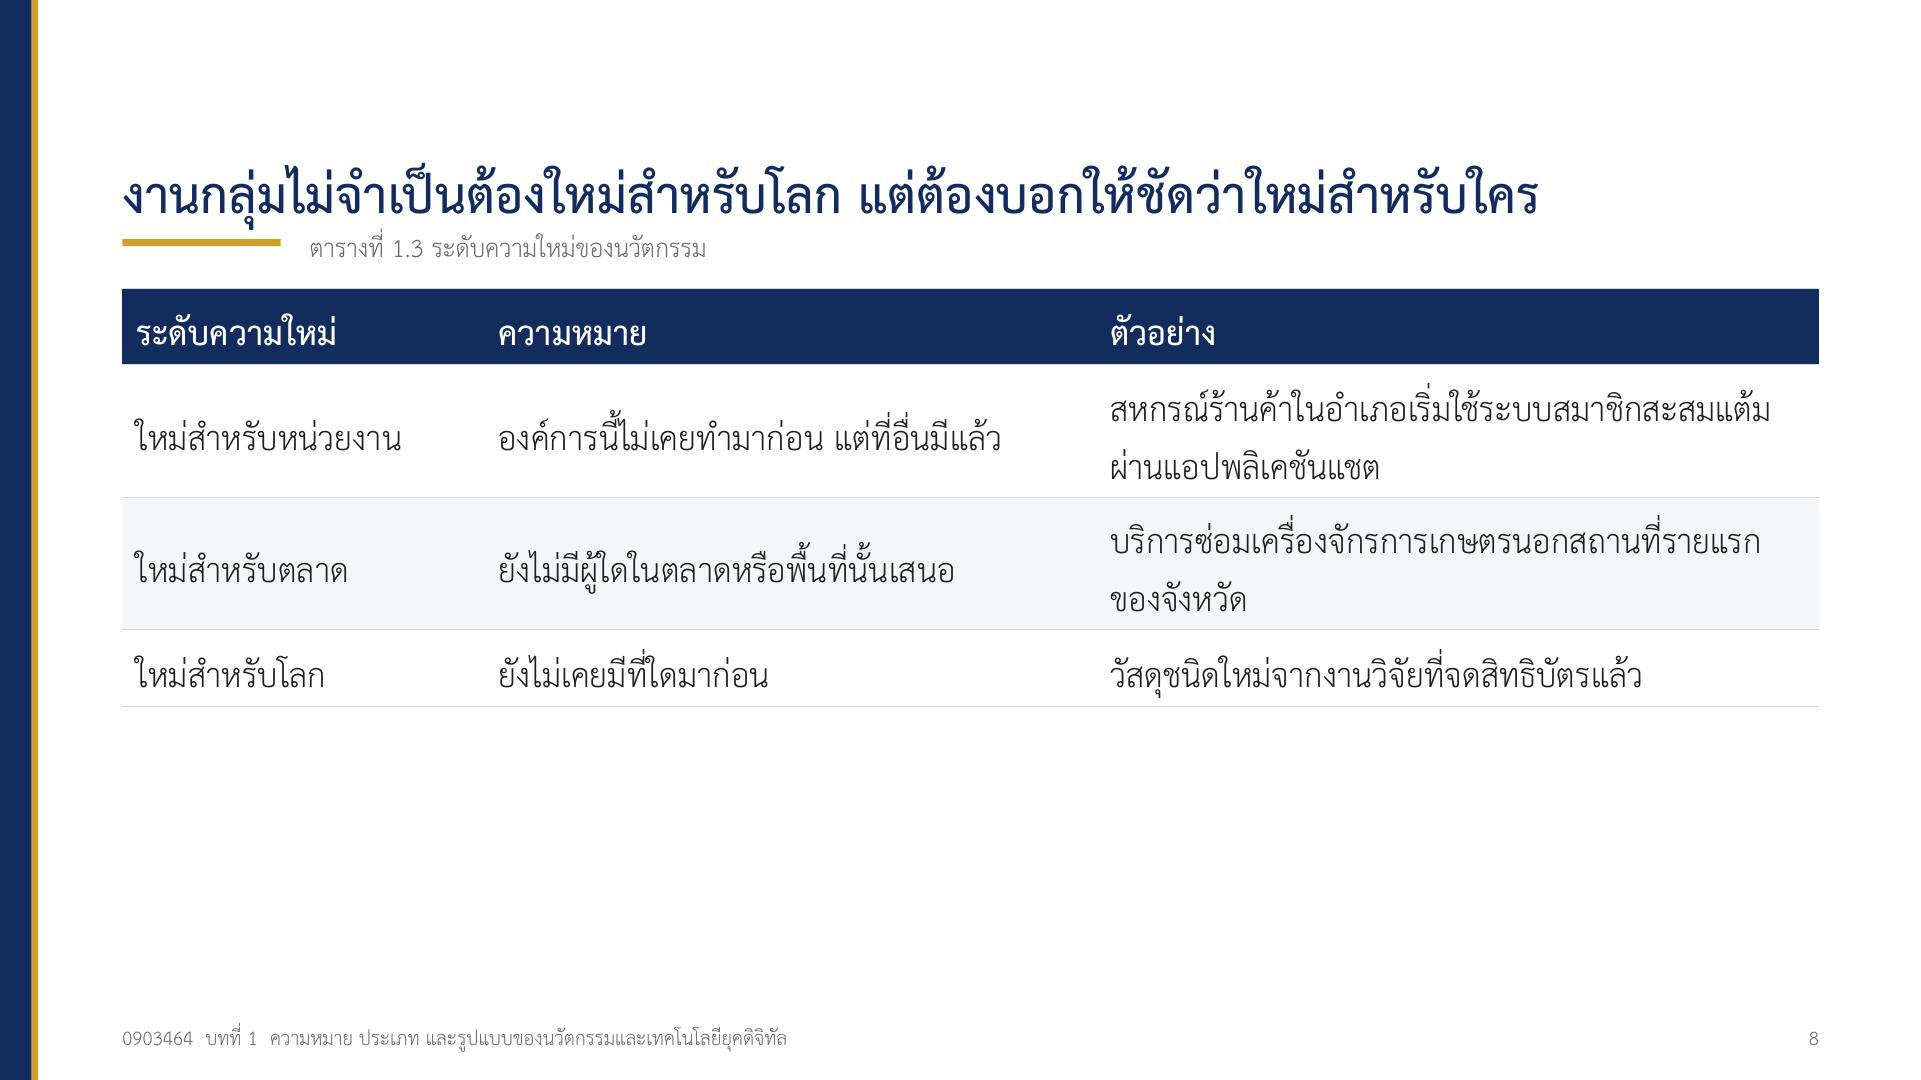 งานกลุ่มไม่จำเป็นต้องใหม่สำหรับโลก แต่ต้องบอกให้ชัดว่าใหม่สำหรับใคร
ตารางที่ 1.3 ระดับความใหม่ของนวัตกรรม
ระดับความใหม่ ความหมาย ตัวอย่าง
ใหม่สำหรับหน่วยงาน องค์การนี้ไม่เคยทำมาก่อน แต่ที่อื่นมีแล้ว สหกรณ์ร้านค้าในอำเภอเริ่มใช้ระบบสมาชิกสะสมแต้ม
ผ่านแอปพลิเคชันแชต
ใหม่สำหรับตลาด ยังไม่มีผู้ใดในตลาดหรือพื้นที่นั้นเสนอ บริการซ่อมเครื่องจักรการเกษตรนอกสถานที่รายแรก
ของจังหวัด
ใหม่สำหรับโลก ยังไม่เคยมีที่ใดมาก่อน วัสดุชนิดใหม่จากงานวิจัยที่จดสิทธิบัตรแล้ว
0903464 บทที่ 1 ความหมาย ประเภท และรูปแบบของนวัตกรรมและเทคโนโลยียุคดิจิทัล 8